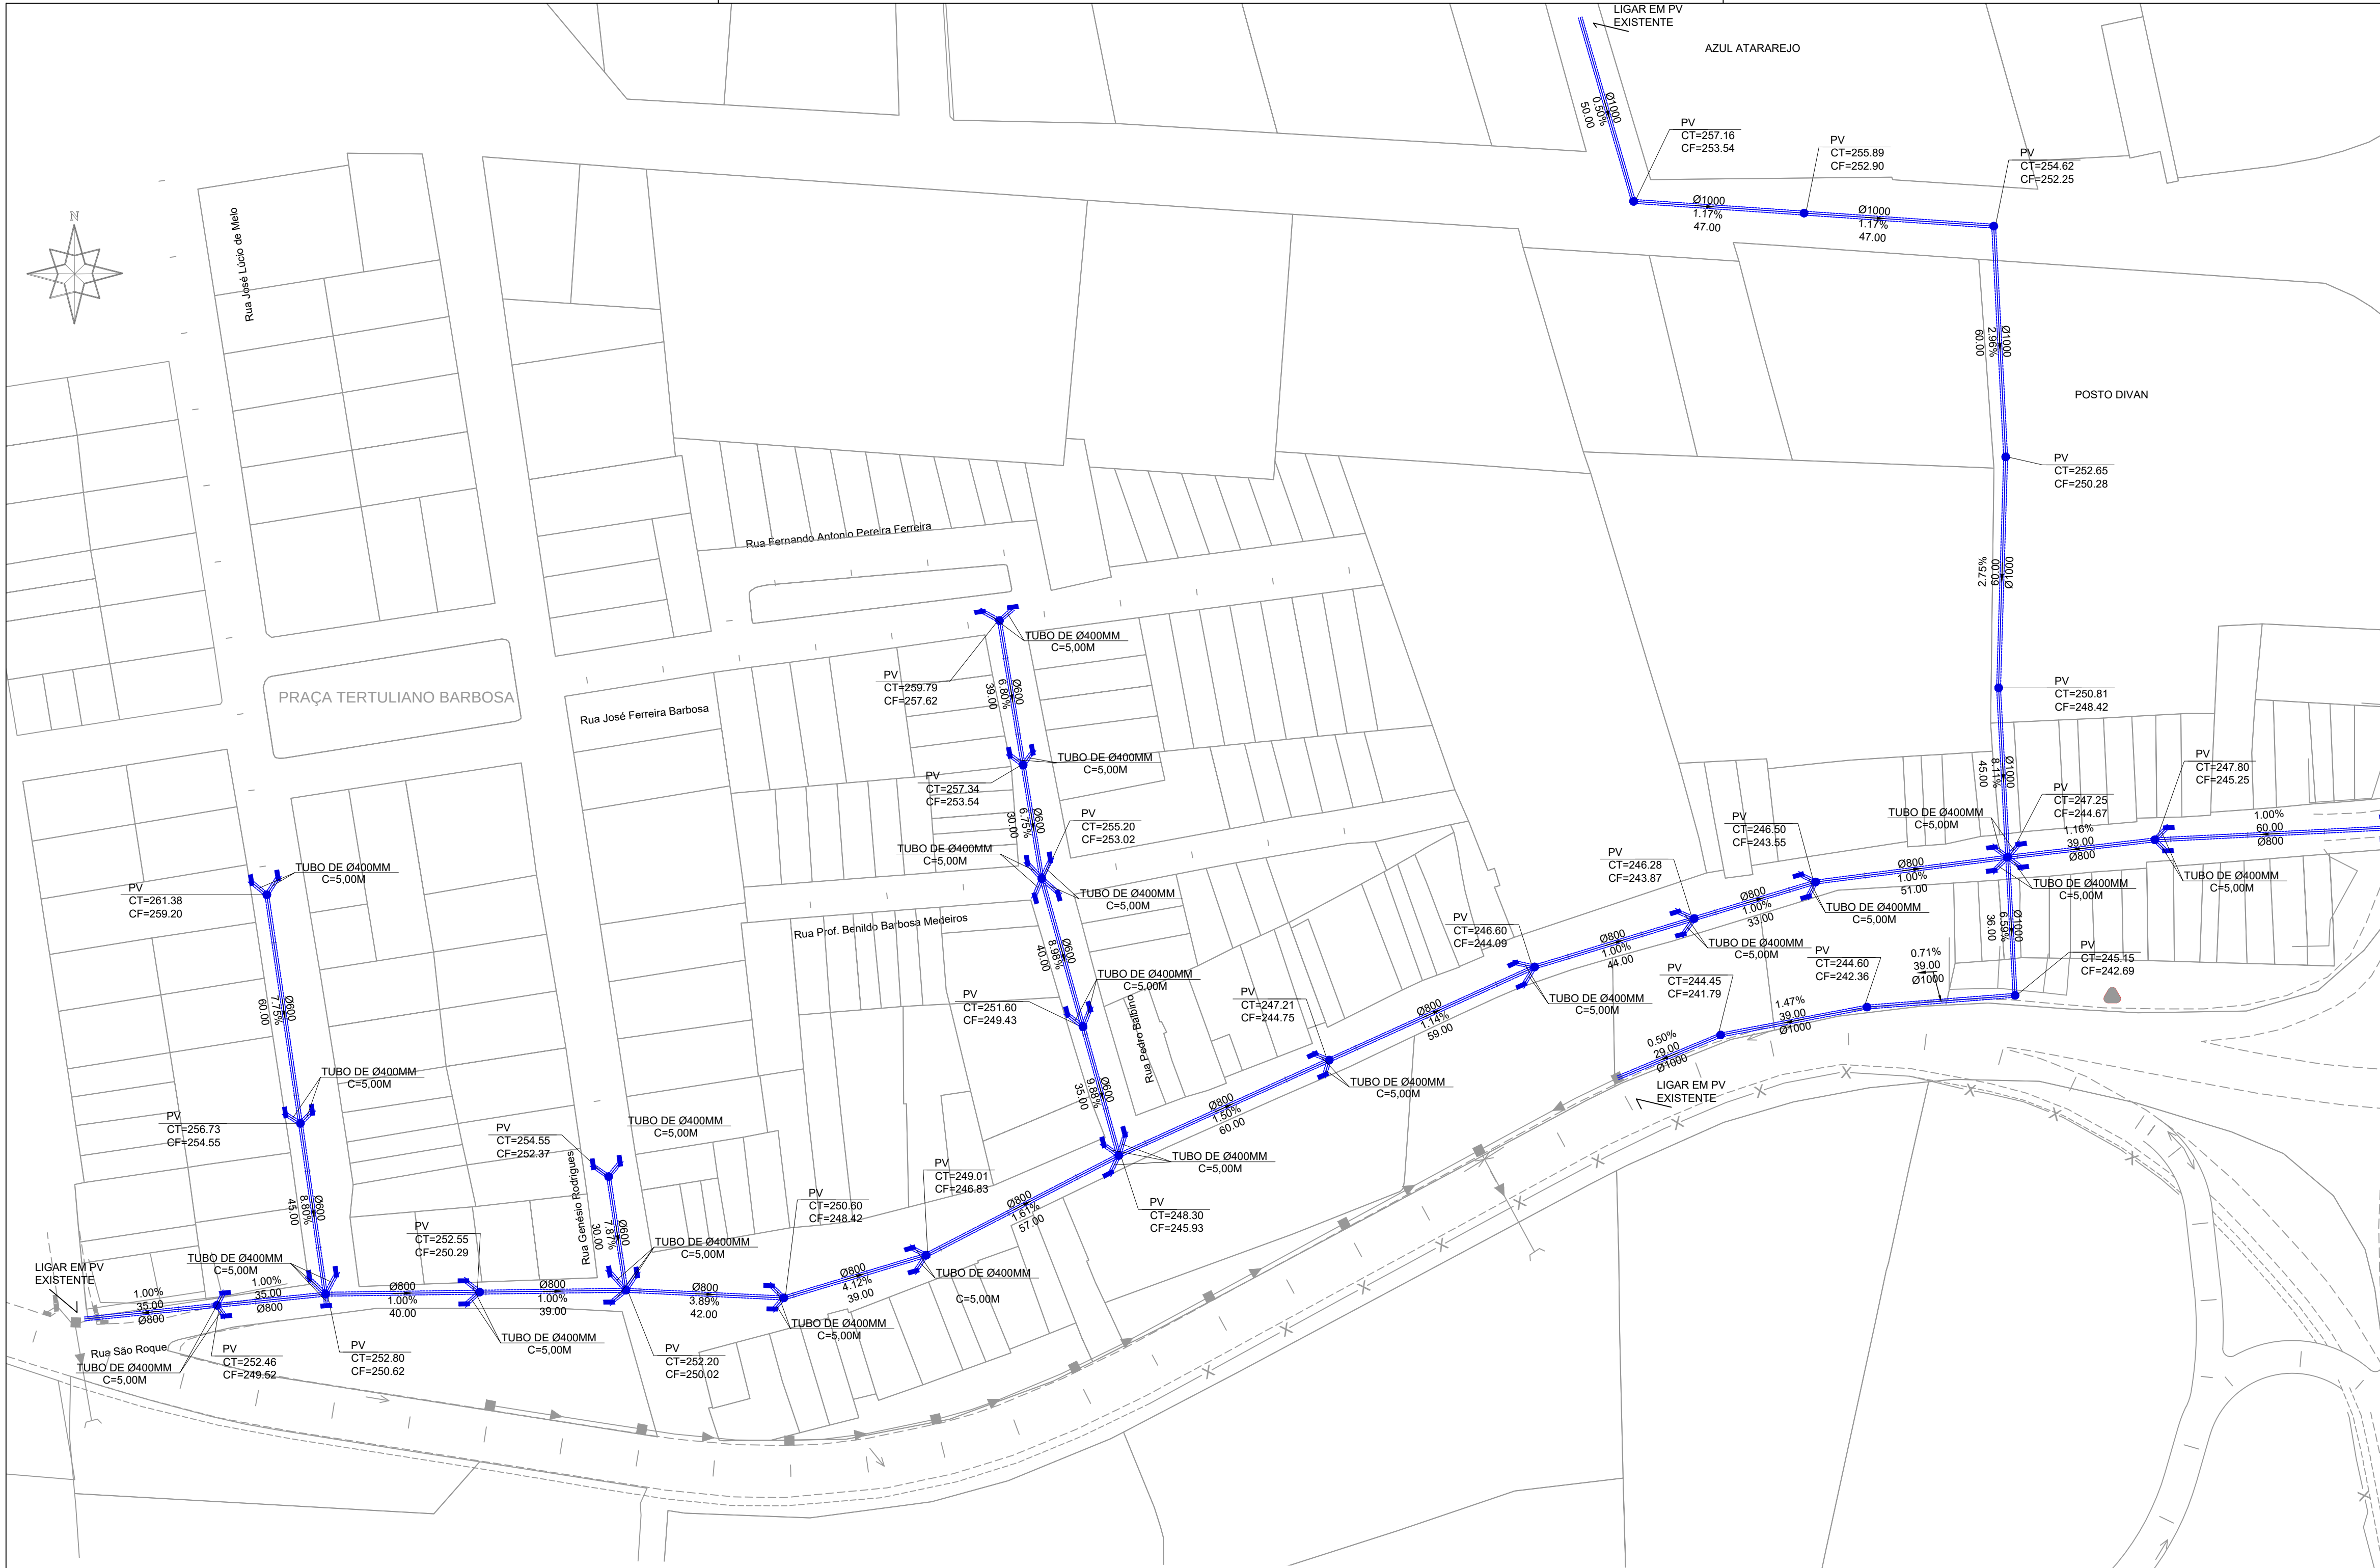 LIGAR EM PV
EXISTENTE
AZUL ATARAREJO
Ø1000
0.50%
50.00
PV
CT=257.16
CF=253.54
PV
CT=255.89
CF=252.90
PV
CT=254.62
CF=252.25
Ø1000
1.17%
47.00
Ø1000
1.17%
47.00
N
Rua José Lúcio de Melo
Ø1000
2.96%
60.00
POSTO DIVAN
PV
CT=252.65
CF=250.28
Rua Fernando Antonio Pereira Ferreira
Ø1000
60.00
2.75%
TUBO DE Ø400MM
C=5,00M
PV
CT=259.79
CF=257.62
Ø600
6.80%
39.00
PRAÇA TERTULIANO BARBOSA
Rua José Ferreira Barbosa
PV
CT=250.81
CF=248.42
TUBO DE Ø400MM
C=5,00M
PV
CT=257.34
CF=253.54
Ø1000
8.11%
45.00
PV
CT=247.80
CF=245.25
PV
CT=247.25
CF=244.67
Ø600
6.75%
30.00
PV
CT=255.20
CF=253.02
TUBO DE Ø400MM
C=5,00M
PV
CT=246.50
CF=243.55
TUBO DE Ø400MM
C=5,00M
1.16%
39.00
Ø800
1.00%
60.00
Ø800
PV
CT=246.28
CF=243.87
TUBO DE Ø400MM
C=5,00M
PV
CT=261.38
CF=259.20
TUBO DE Ø400MM
C=5,00M
Ø800
1.00%
51.00
TUBO DE Ø400MM
C=5,00M
TUBO DE Ø400MM
C=5,00M
Ø800
1.00%
33.00
TUBO DE Ø400MM
C=5,00M
Rua Prof. Benildo Barbosa Medeiros
PV
CT=246.60
CF=244.09
Ø1000
6.59%
36.00
Ø600
8.98%
40.00
Ø800
1.00%
44.00
TUBO DE Ø400MM
C=5,00M
PV
CT=244.60
CF=242.36
0.71%
39.00
Ø1000
PV
CT=245.15
CF=242.69
TUBO DE Ø400MM
C=5,00M
PV
CT=244.45
CF=241.79
Ø600
7.75%
60.00
PV
CT=251.60
CF=249.43
PV
CT=247.21
CF=244.75
TUBO DE Ø400MM
C=5,00M
Ø800
1.14%
59.00
1.47%
39.00
Ø1000
Rua Pedro Balbino
0.50%
29.00
Ø1000
TUBO DE Ø400MM
C=5,00M
Ø600
9.88%
35.00
TUBO DE Ø400MM
C=5,00M
LIGAR EM PV
EXISTENTE
PV
CT=256.73
CF=254.55
PV
CT=254.55
CF=252.37
TUBO DE Ø400MM
C=5,00M
Ø800
1.50%
60.00
TUBO DE Ø400MM
C=5,00M
PV
CT=249.01
CF=246.83
Ø600
8.80%
45.00
Rua Genésio Rodrigues
Ø600
7.87%
30.00
PV
CT=250.60
CF=248.42
Ø800
1.61%
57.00
PV
CT=248.30
CF=245.93
PV
CT=252.55
CF=250.29
TUBO DE Ø400MM
C=5,00M
LIGAR EM PV
EXISTENTE
TUBO DE Ø400MM
C=5,00M
1.00%
35.00
Ø800
1.00%
35.00
Ø800
Ø800
1.00%
40.00
Ø800
1.00%
39.00
Ø800
3.89%
42.00
Ø800
4.12%
39.00
TUBO DE Ø400MM
C=5,00M
TUBO DE Ø400MM
C=5,00M
TUBO DE Ø400MM
C=5,00M
Rua São Roque
TUBO DE Ø400MM
C=5,00M
PV
CT=252.46
CF=249.52
PV
CT=252.80
CF=250.62
PV
CT=252.20
CF=250.02